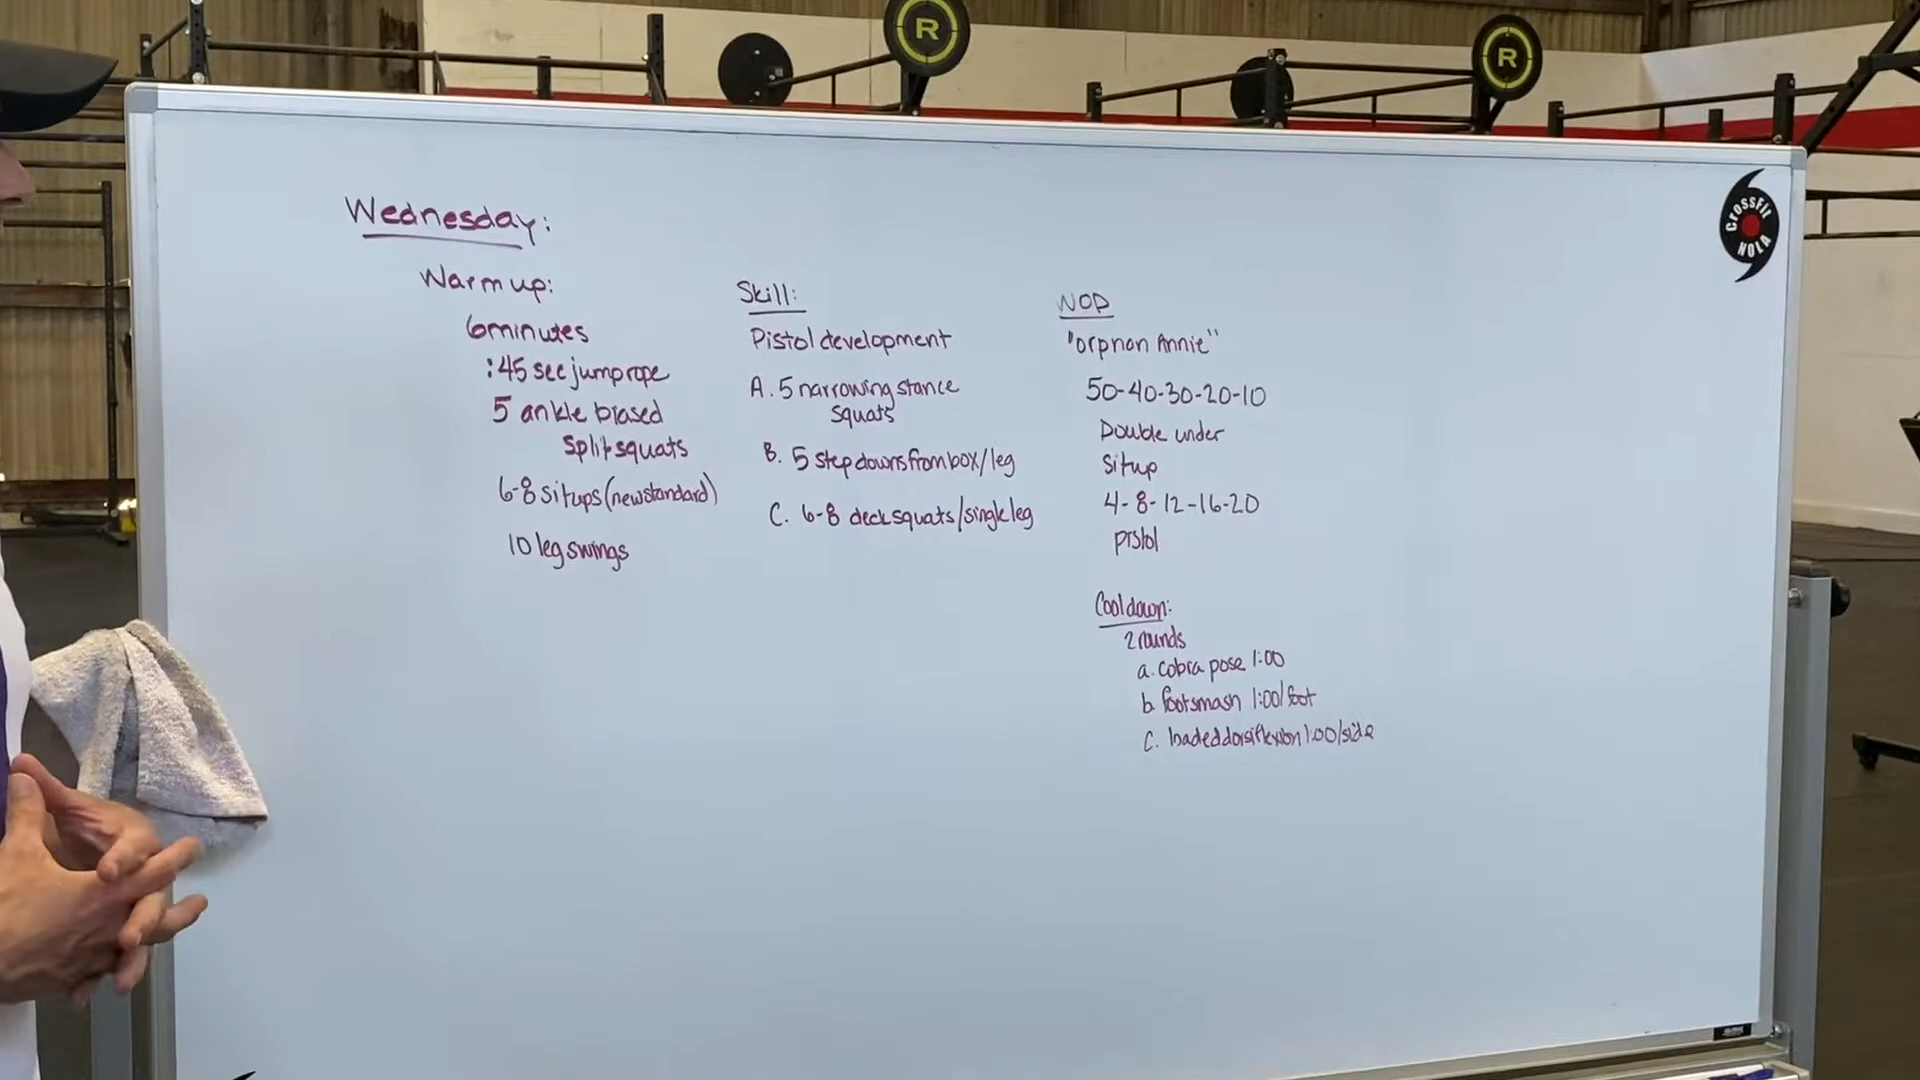 Wednesday:
Warm up:
6 minutes
:45 sec jump rope
5 ankle biased
split squats
6-8 situps (new standard)
10 leg swings
Skill:
Pistol development
A. 5 narrowing stance
squats
B. 5 step downs from box/leg
C. 6-8 deck squats/single leg
WOD
"Orphan Annie"
50-40-30-20-10
Double under
Situp
4-8-12-16-20
pistol
Cool down:
2 rounds
a. cobra pose 1:00
b. foot smash 1:00/foot
c. loaded dorsiflexion 1:00/side
CROSSFIT
NOLA
R
R